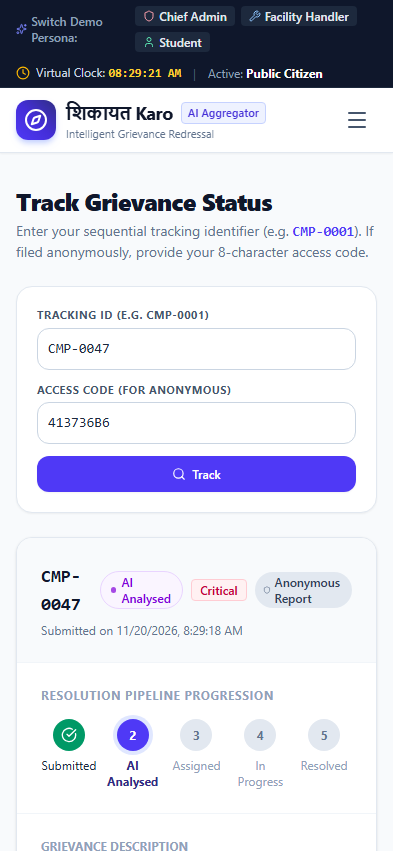 Switch Demo
Persona:
Chief Admin
Facility Handler
Student
Virtual Clock: 08:29:21 AM | Active: Public Citizen
शिकायत Karo
AI Aggregator
Intelligent Grievance Redressal
Track Grievance Status
Enter your sequential tracking identifier (e.g. CMP-0001). If
filed anonymously, provide your 8-character access code.
TRACKING ID (E.G. CMP-0001)
CMP-0047
ACCESS CODE (FOR ANONYMOUS)
413736B6
Track
CMP-
0047
AI
Analysed
Critical
Anonymous
Report
Submitted on 11/20/2026, 8:29:18 AM
RESOLUTION PIPELINE PROGRESSION
2 3 4 5
Submitted
AI
Analysed
Assigned
In
Progress
Resolved
GRIEVANCE DESCRIPTION